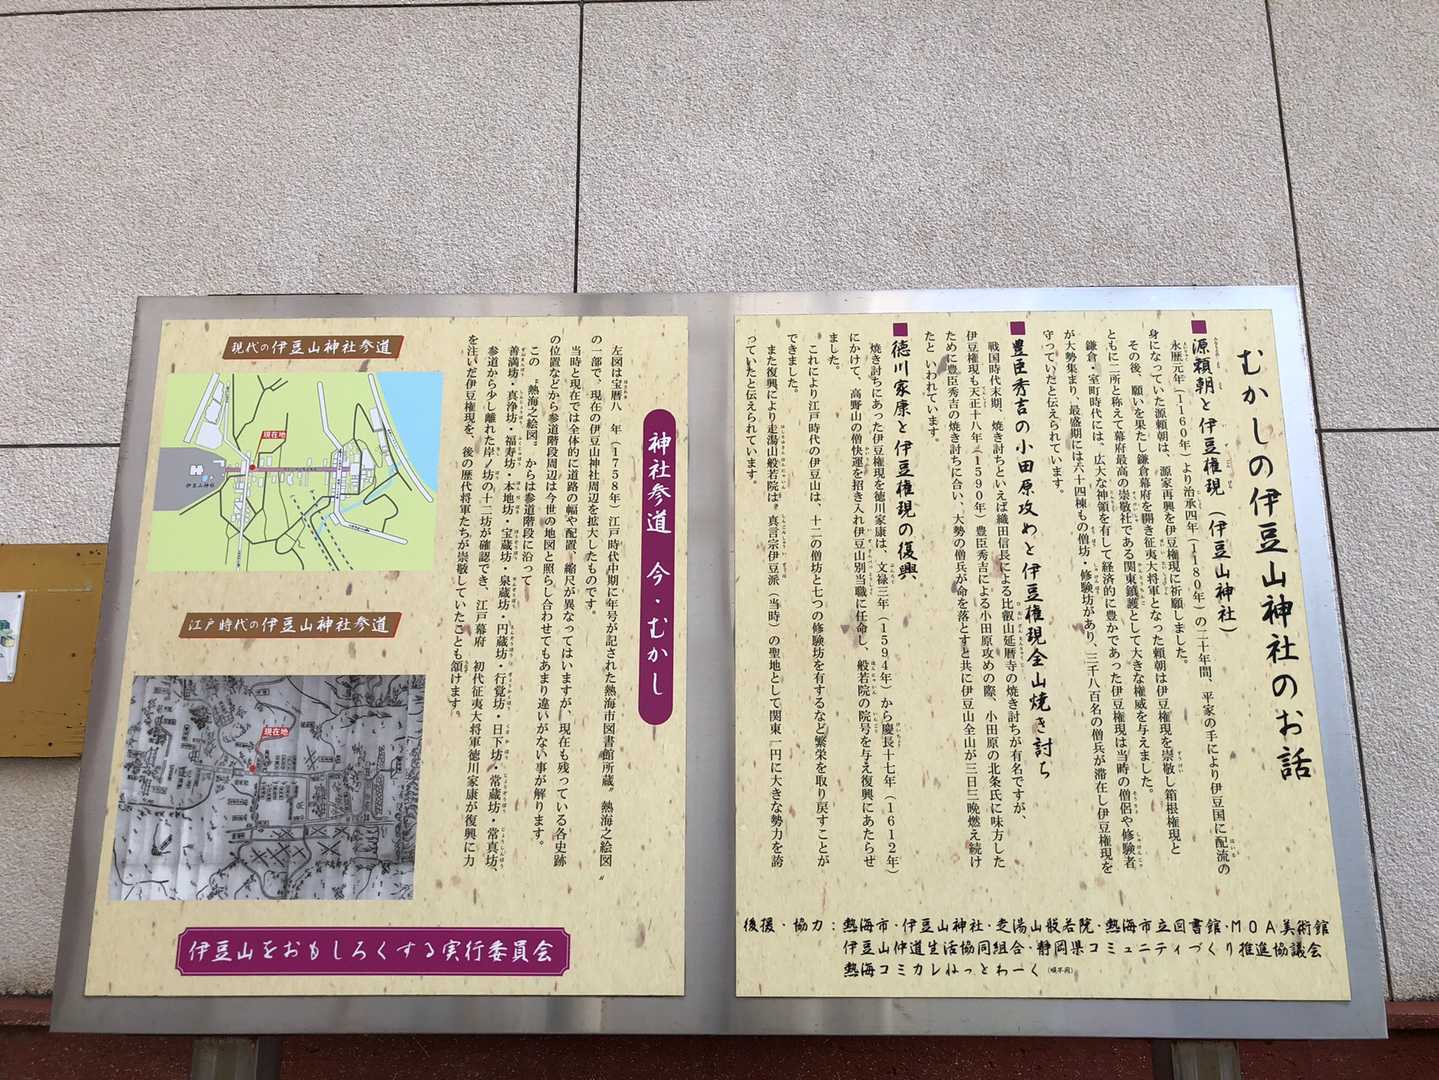 むかしの伊豆山神社のお話
■源頼朝と伊豆権現（伊豆山神社）
永暦元年（1160年）より治承四年（1180年）の二十年間、平家の手により伊豆国に配流の
身になっていた源頼朝は、源家再興を伊豆権現に祈願しました。
その後、願いを果たし鎌倉幕府を開き征夷大将軍となった頼朝は伊豆権現を崇敬し箱根権現と
ともに二所と称えて幕府最高の崇敬社である関東鎮護として大きな権威を与えました。
鎌倉・室町時代には、広大な神領を有して経済的に豊かであった伊豆権現は当時の僧侶や修験者
が大勢集まり、最盛期には六十四棟もの僧坊・修験坊があり、三千八百名の僧兵が滞在し伊豆権現を
守っていたと伝えられています。
■豊臣秀吉の小田原攻めと伊豆権現全山焼き討ち
戦国時代末期、焼き討ちといえば織田信長による比叡山延暦寺の焼き討ちが有名ですが、
伊豆権現も天正十八年（1590年）豊臣秀吉による小田原攻めの際、小田原の北条氏に味方した
ために豊臣秀吉の焼き討ちに合い、大勢の僧兵が命を落とすと共に伊豆山全山が三日三晩燃え続け
たと いわれています。
■徳川家康と伊豆権現の復興
焼き討ちにあった伊豆権現を徳川家康は、文禄三年（1594年）から慶長十七年（1612年）
にかけて、高野山の僧快運を招き入れ伊豆山別当職に任命し、般若院の院号を与え復興にあたらせ
ました。
これにより江戸時代の伊豆山は、十二の僧坊と七つの修験坊を有するなど繁栄を取り戻すことが
できました。
また復興により走湯山般若院は〝真言宗伊豆派（当時）の聖地として関東一円に大きな勢力を誇
っていたと伝えられています。
後援・協力：熱海市・伊豆山神社・走湯山般若院・熱海市立図書館・MOA美術館
伊豆山仲道生活協同組合・静岡県コミュニティづくり推進協議会
熱海コミカレねっとわーく（順不同）
神社参道 今・むかし
左図は宝暦八 年（1758年）江戸時代中期に年号が記された熱海市図書館所蔵〝熱海之絵図〟
の一部で、現在の伊豆山神社周辺を拡大したものです。
当時と現在では全体的に道路の幅や配置、縮尺が異なってはいますが、現在も残っている各史跡
の位置などから参道階段周辺は今世の地図と照らし合わせてもあまり違いがない事が解ります。
この〝熱海之絵図〟からは参道階段に沿って
善満坊・真浄坊・福寿坊・本地坊・宝蔵坊・泉蔵坊・円蔵坊・行覚坊・日下坊・常蔵坊・常真坊、
参道から少し離れた岸ノ坊の十二坊が確認でき、江戸幕府 初代征夷大将軍徳川家康が復興に力
を注いだ伊豆権現を、後の歴代将軍たちが崇敬していたことも頷けます。
現代の伊豆山神社参道
現在地
伊豆山神社
江戸時代の伊豆山神社参道
現在地
伊豆山をおもしろくする実行委員会